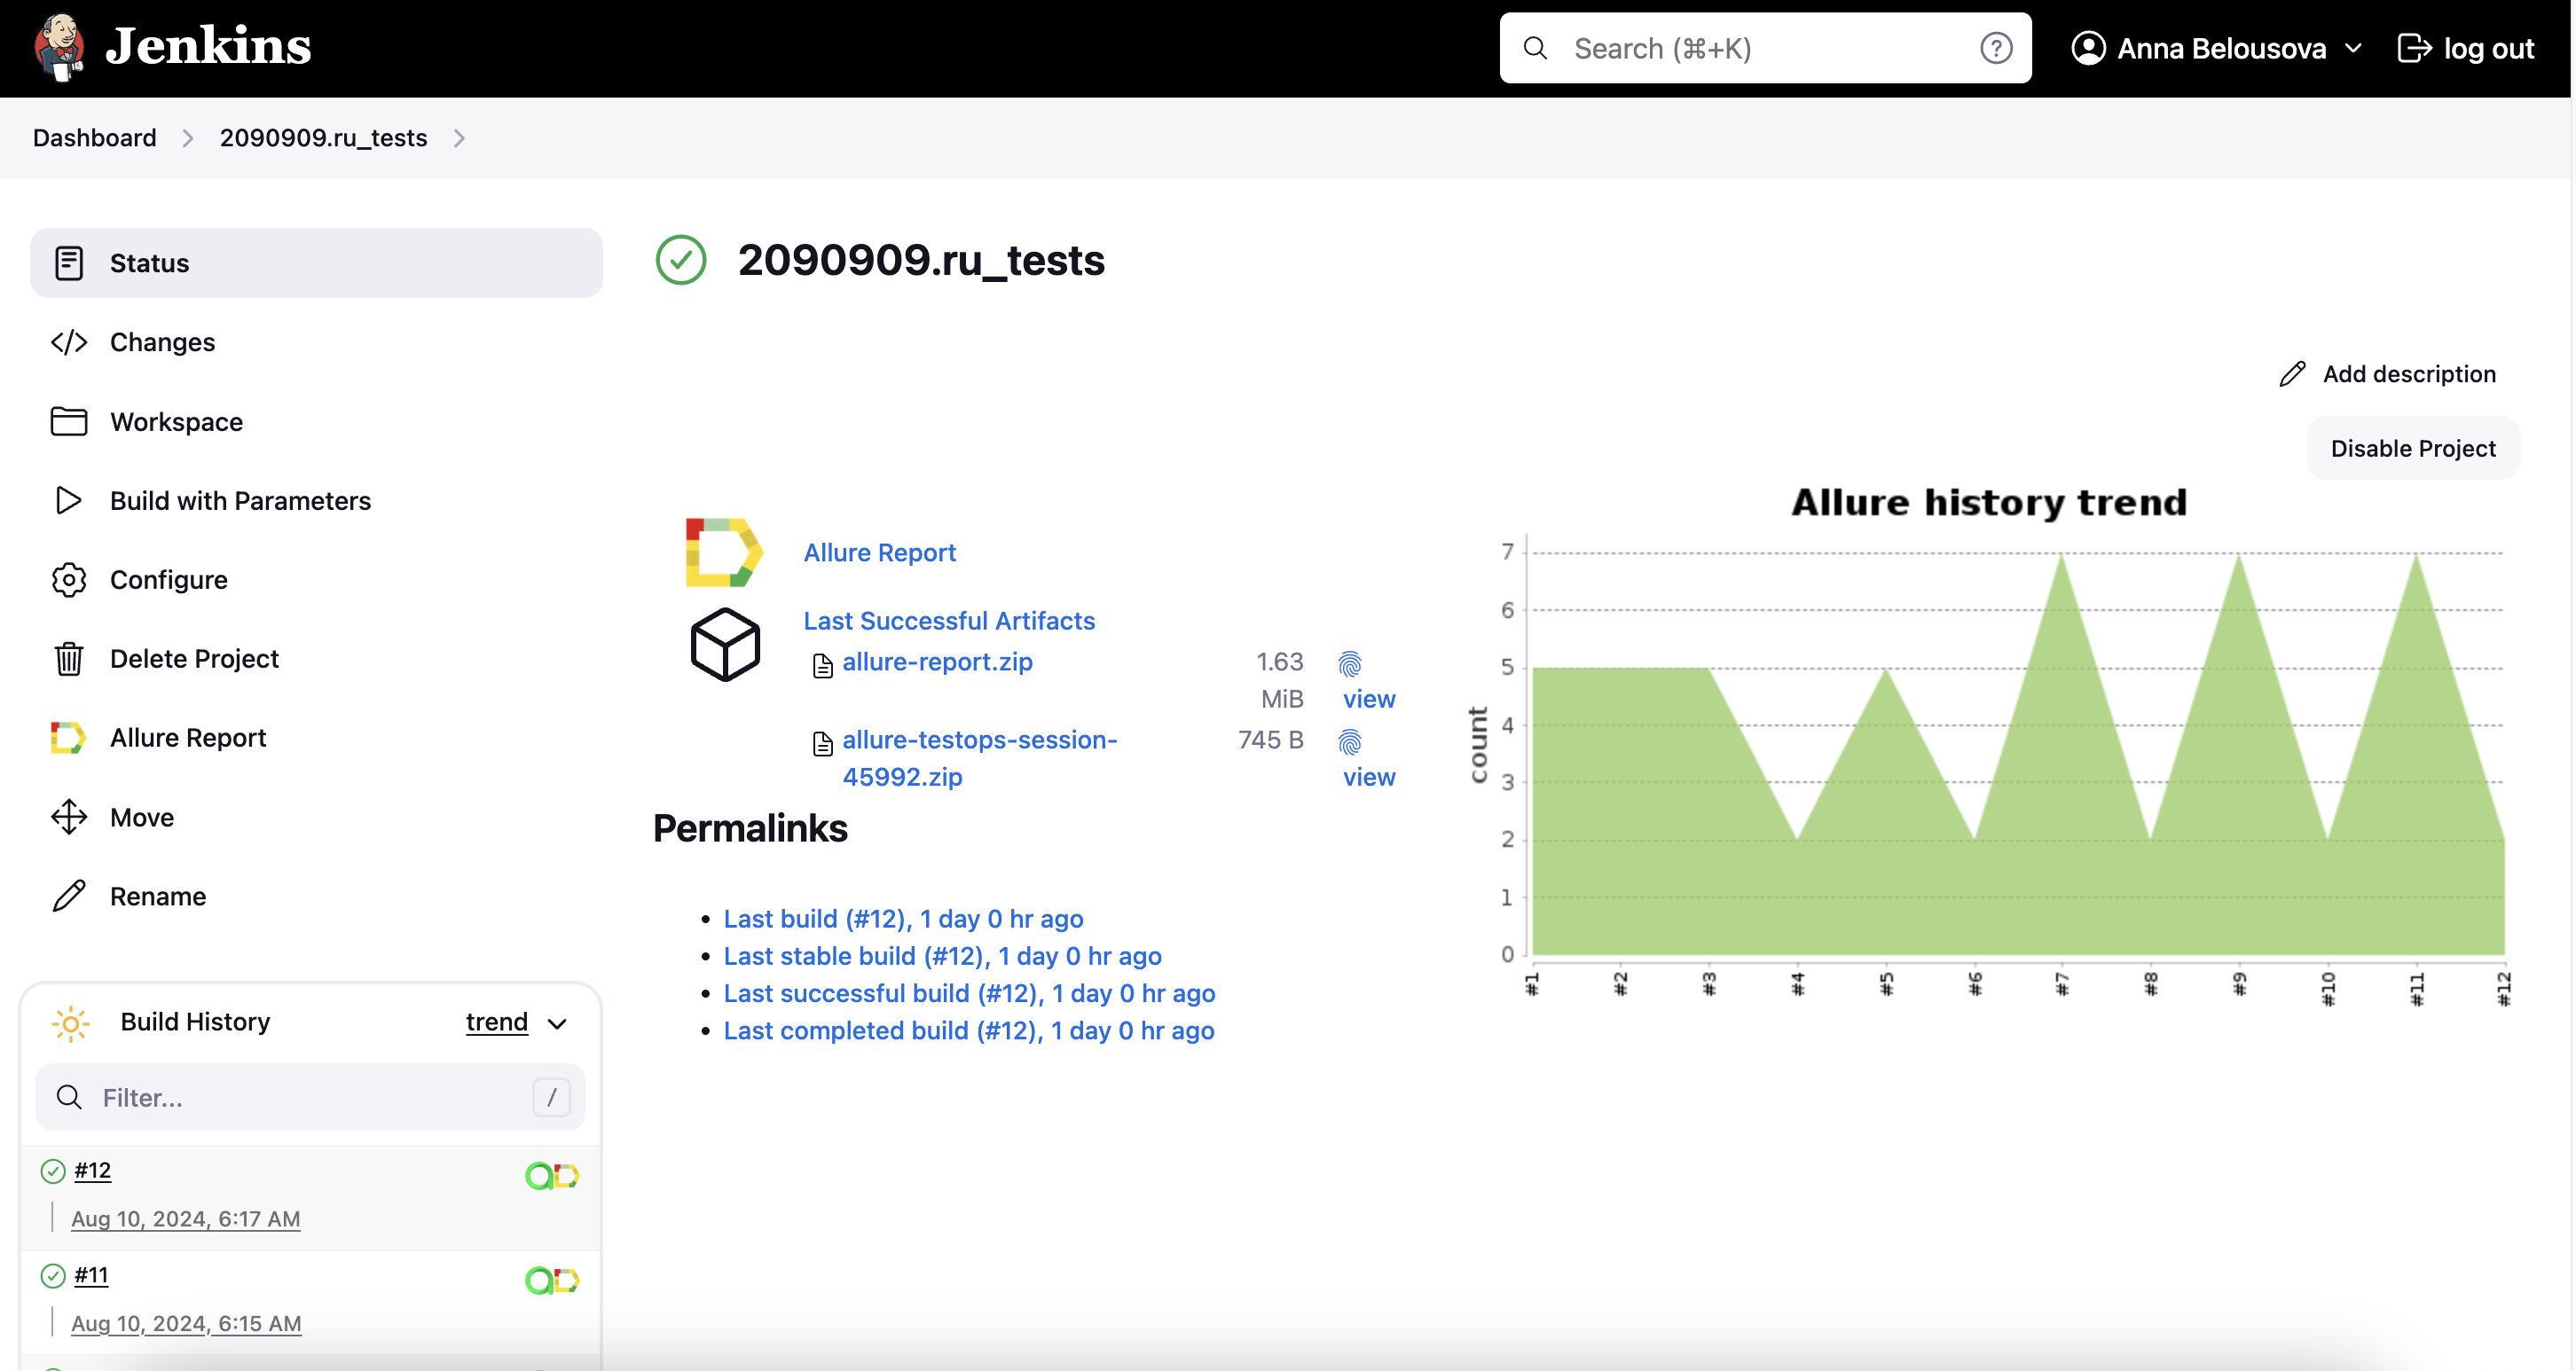 Jenkins
Search (⌘+K)
?
Anna Belousova
log out
Dashboard
2090909.ru_tests
Status
Changes
Workspace
Build with Parameters
Configure
Delete Project
Allure Report
Move
Rename
Build History
trend
Filter...
/
#12
Aug 10, 2024, 6:17 AM
#11
Aug 10, 2024, 6:15 AM
2090909.ru_tests
Add description
Disable Project
Allure Report
Last Successful Artifacts
allure-report.zip
1.63
MiB
view
allure-testops-session-
45992.zip
745 B
view
Permalinks
• Last build (#12), 1 day 0 hr ago
• Last stable build (#12), 1 day 0 hr ago
• Last successful build (#12), 1 day 0 hr ago
• Last completed build (#12), 1 day 0 hr ago
Allure history trend
count
7
6
5
4
3
2
1
0
#1
#2
#3
#4
#5
#6
#7
#8
#9
#10
#11
#12